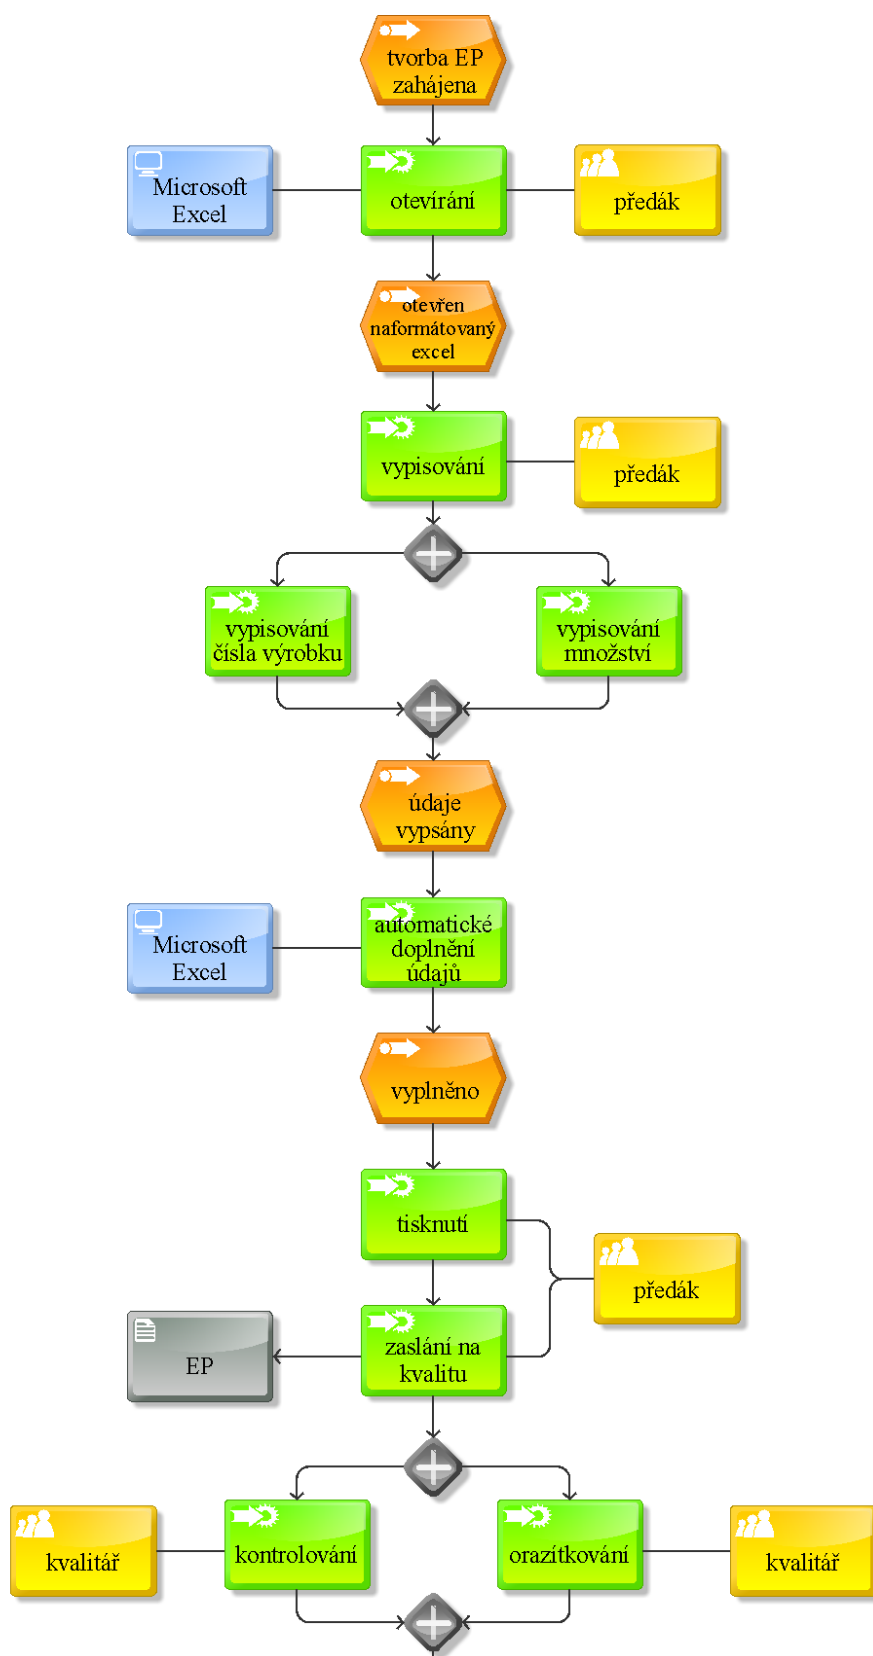 tvorba EP
zahájena
Microsoft
Excel
otevírání
předák
otevřen
naformátovaný
excel
vypisování
předák
vypisování
čísla výrobku
vypisování
množství
údaje
vypsány
Microsoft
Excel
automatické
doplnění
údajů
vyplněno
tisknutí
předák
EP
zaslání na
kvalitu
kvalitář
kontrolování
orazítkování
kvalitář